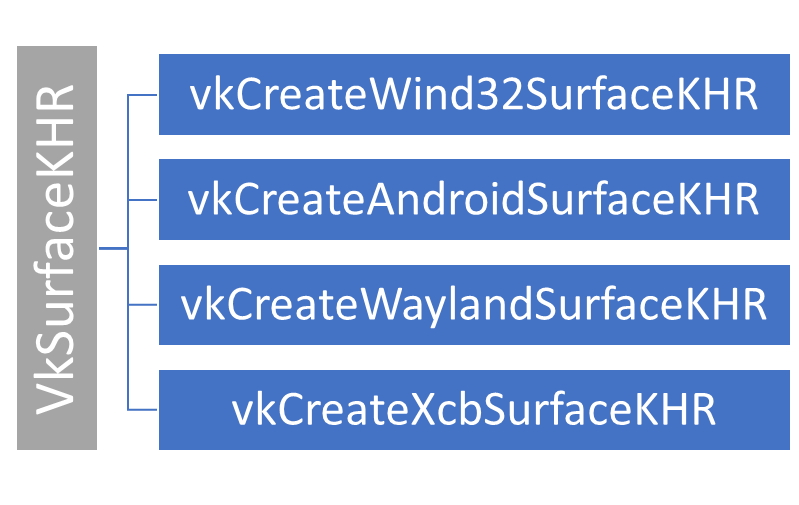 VkSurfaceKHR
vkCreateWind32SurfaceKHR
vkCreateAndroidSurfaceKHR
vkCreateWaylandSurfaceKHR
vkCreateXcbSurfaceKHR